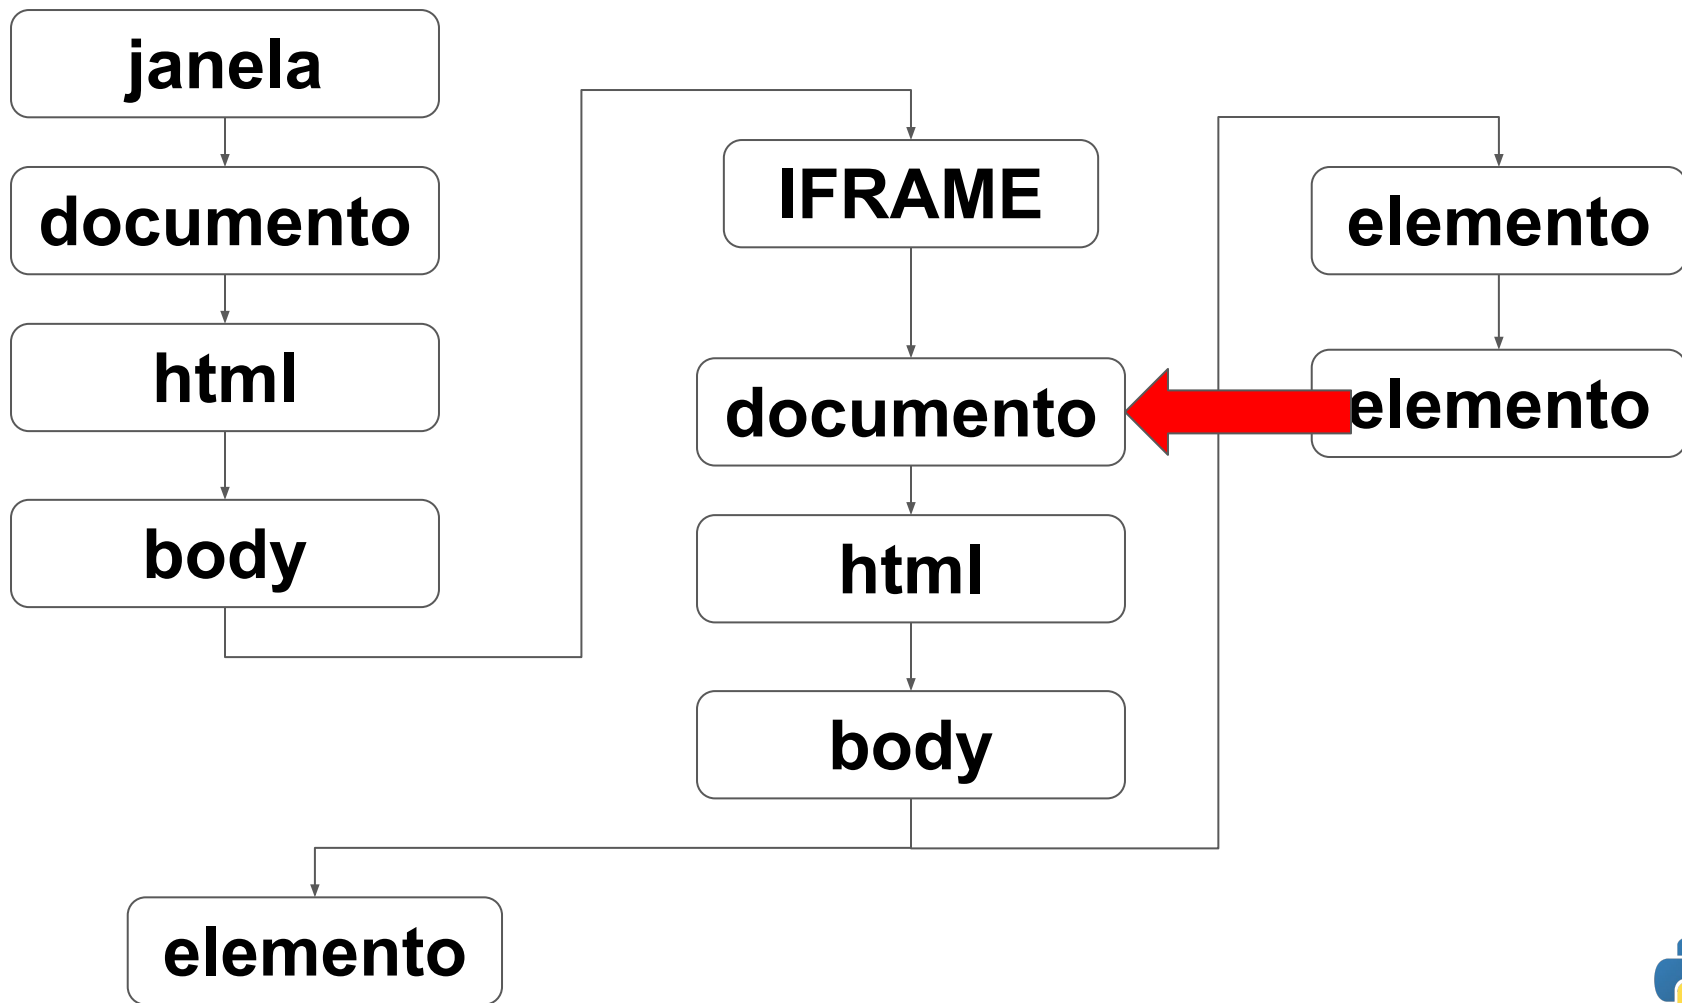 janela
documento
html
body
IFRAME
documento
html
body
elemento
elemento
elemento